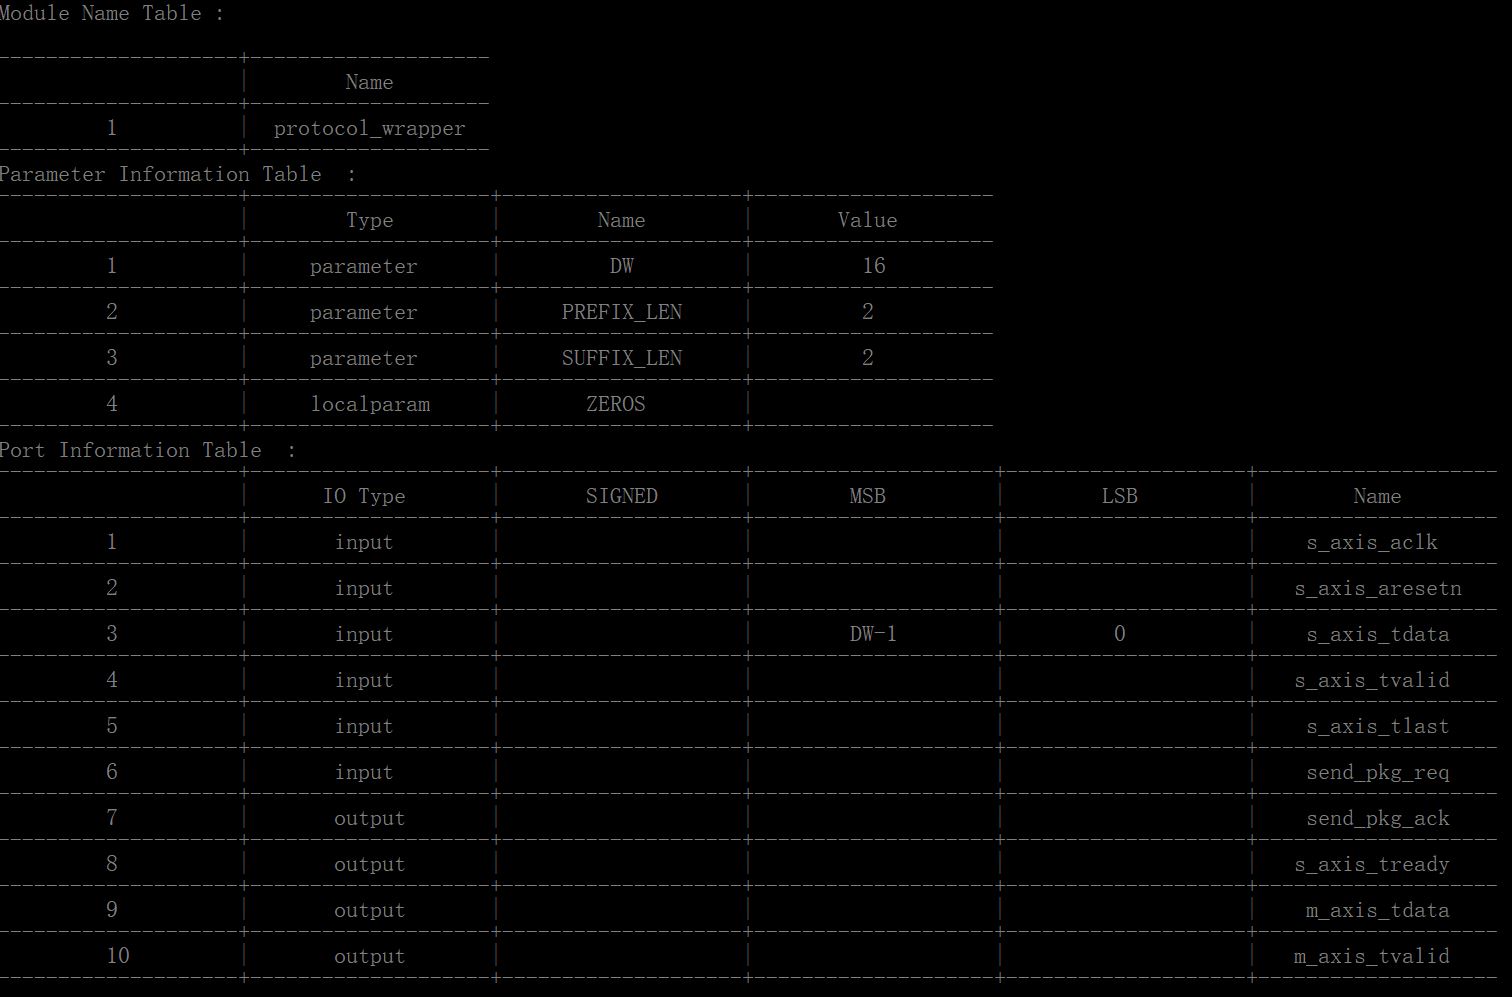 Module Name Table :
Name
1 protocol_wrapper
Parameter Information Table :
Type Name Value
1 parameter DW 16
2 parameter PREFIX_LEN 2
3 parameter SUFFIX_LEN 2
4 localparam ZEROS
Port Information Table :
IO Type SIGNED MSB LSB Name
1 input s_axis_aclk
2 input s_axis_aresetn
3 input DW-1 0 s_axis_tdata
4 input s_axis_tvalid
5 input s_axis_tlast
6 input send_pkg_req
7 output send_pkg_ack
8 output s_axis_tready
9 output m_axis_tdata
10 output m_axis_tvalid